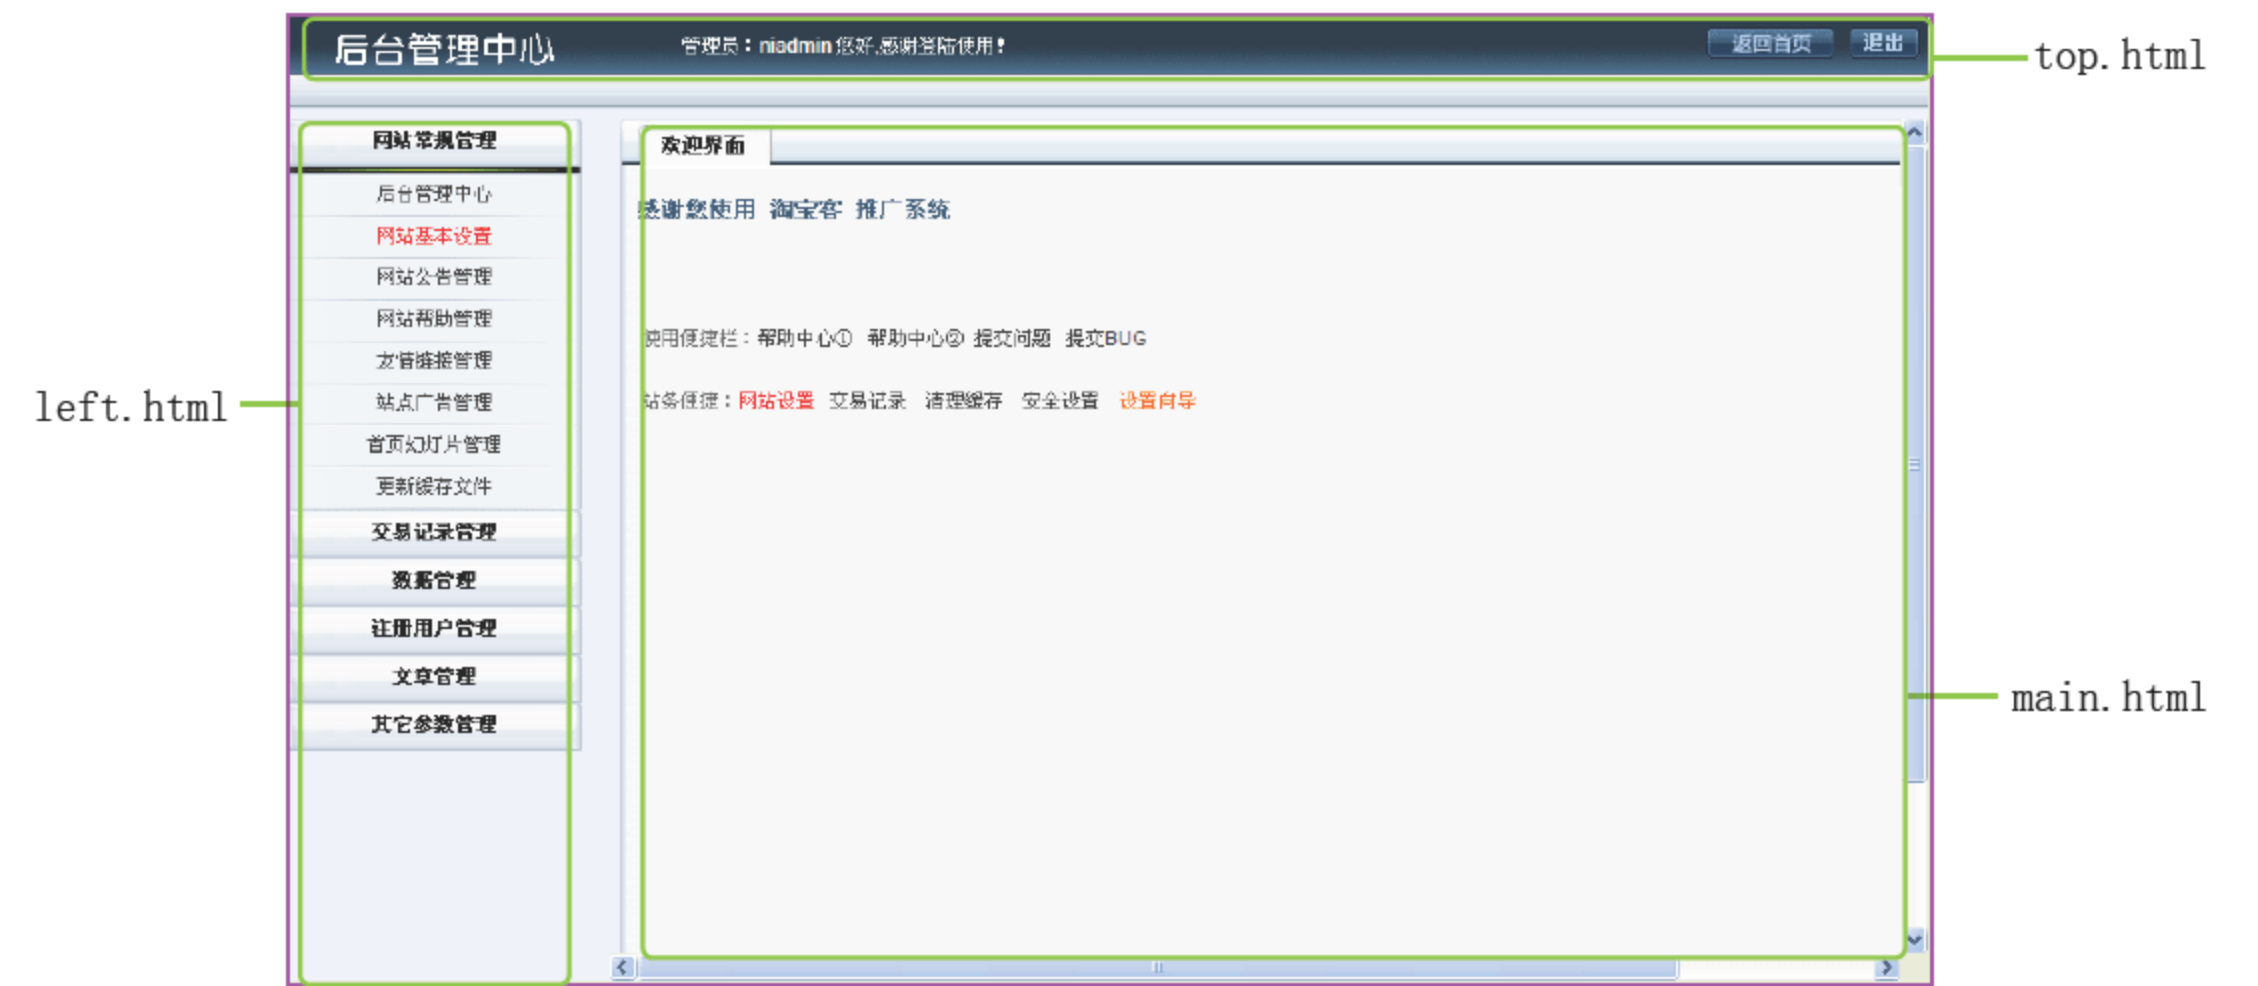 后台管理中心
管理员：niadmin 您好,感谢登陆使用！
返回首页 退出
top.html
网站常规管理
后台管理中心
网站基本设置
网站公告管理
网站帮助管理
友情链接管理
站点广告管理
首页幻灯片管理
更新缓存文件
交易记录管理
数据管理
注册用户管理
文章管理
其它参数管理
left.html
欢迎界面
感谢您使用 淘宝客 推广系统
使用便捷栏：帮助中心① 帮助中心② 提交问题 提交BUG
站务便捷：网站设置 交易记录 清理缓存 安全设置 设置向导
main.html